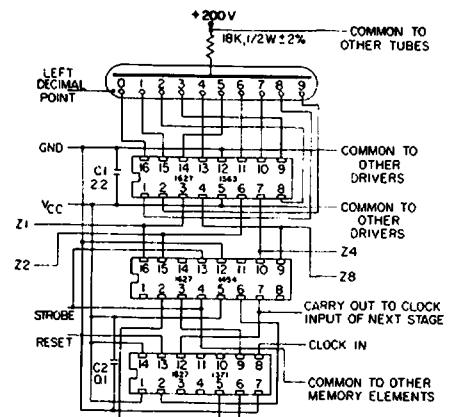 +200V
18K,1/2W±2%
COMMON TO
OTHER TUBES
LEFT
DECIMAL
POINT
0 1 2 3 4 5 6 7 8 9
GND
C1
22
16 15 14 13 12 11 10 9
1627 1563
1 2 3 4 5 6 7 8
COMMON TO
OTHER
DRIVERS
VCC
COMMON TO
OTHER
DRIVERS
Z1
Z4
Z2
Z8
16 15 14 13 12 11 10 9
1627
1 2 3 4 5 6 7 8
CARRY OUT TO CLOCK
INPUT OF NEXT STAGE
STROBE
RESET
CLOCK IN
C2
0.1
14 13 12 11 10 9 8
1627 1371
1 2 3 4 5 6 7
COMMON TO OTHER
MEMORY ELEMENTS